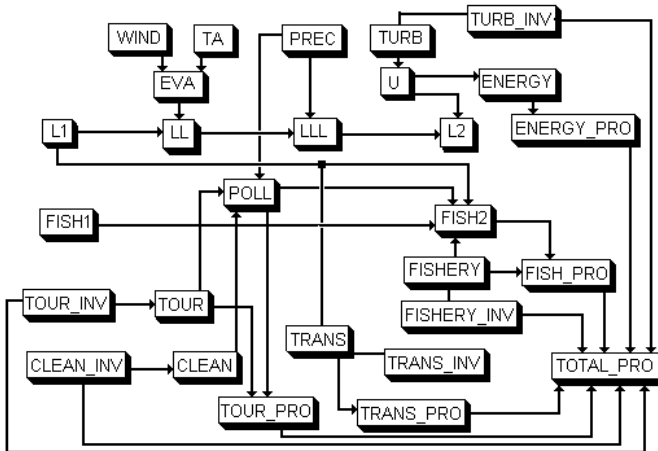 TURB_INV
WIND
TA
PREC
TURB
EVA
U
ENERGY
L1
LL
LLL
L2
ENERGY_PRO
POLL
FISH1
FISH2
FISHERY
FISH_PRO
TOUR_INV
TOUR
FISHERY_INV
TRANS
CLEAN_INV
CLEAN
TRANS_INV
TOTAL_PRO
TOUR_PRO
TRANS_PRO